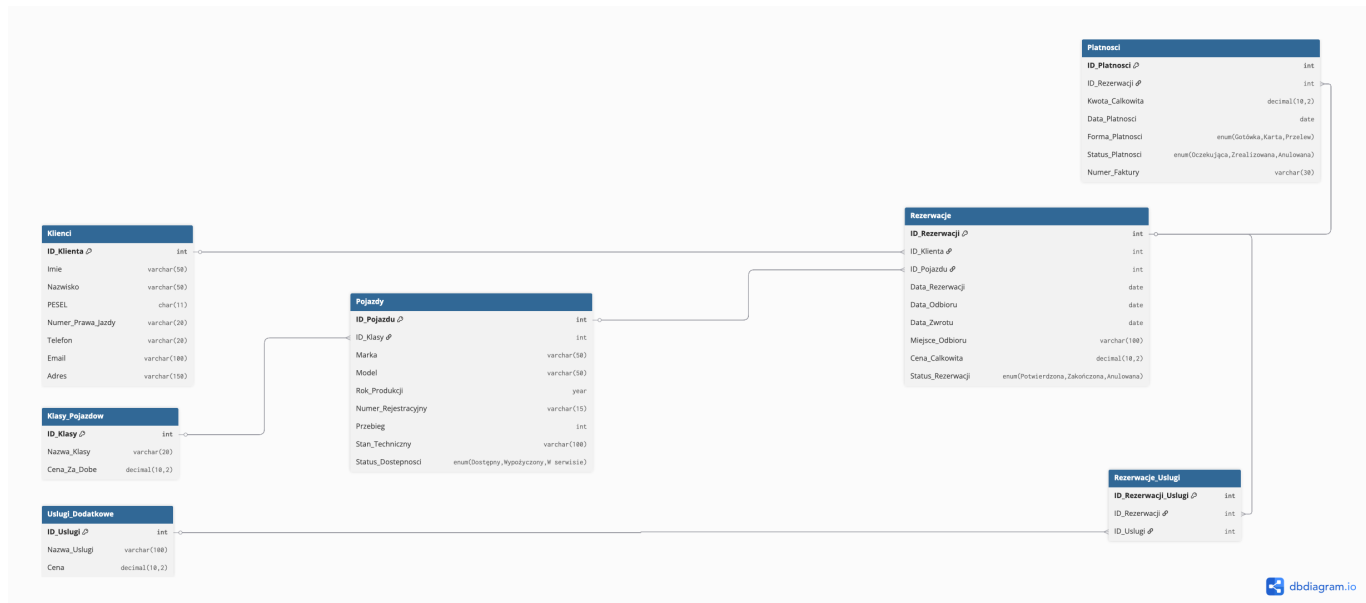 Platnosci
ID_Platnosci int
ID_Rezerwacji int
Kwota_Calkowita decimal(10,2)
Data_Platnosci date
Forma_Platnosci enum(Gotówka,Karta,Przelew)
Status_Platnosci enum(Oczekująca,Zrealizowana,Anulowana)
Numer_Faktury varchar(30)
Klienci
ID_Klienta int
Imie varchar(50)
Nazwisko varchar(50)
PESEL char(11)
Numer_Prawa_Jazdy varchar(20)
Telefon varchar(20)
Email varchar(100)
Adres varchar(150)
Rezerwacje
ID_Rezerwacji int
ID_Klienta int
ID_Pojazdu int
Data_Rezerwacji date
Data_Odbioru date
Data_Zwrotu date
Miejsce_Odbioru varchar(100)
Cena_Calkowita decimal(10,2)
Status_Rezerwacji enum(Potwierdzona,Zakończona,Anulowana)
Pojazdy
ID_Pojazdu int
ID_Klasy int
Marka varchar(50)
Model varchar(50)
Rok_Produkcji year
Numer_Rejestracyjny varchar(15)
Przebieg int
Stan_Techniczny varchar(100)
Status_Dostepnosci enum(Dostępny,Wypożyczony,W serwisie)
Klasy_Pojazdow
ID_Klasy int
Nazwa_Klasy varchar(20)
Cena_Za_Dobe decimal(10,2)
Uslugi_Dodatkowe
ID_Uslugi int
Nazwa_Uslugi varchar(100)
Cena decimal(10,2)
Rezerwacje_Uslugi
ID_Rezerwacji_Uslugi int
ID_Rezerwacji int
ID_Uslugi int
dbdiagram.io